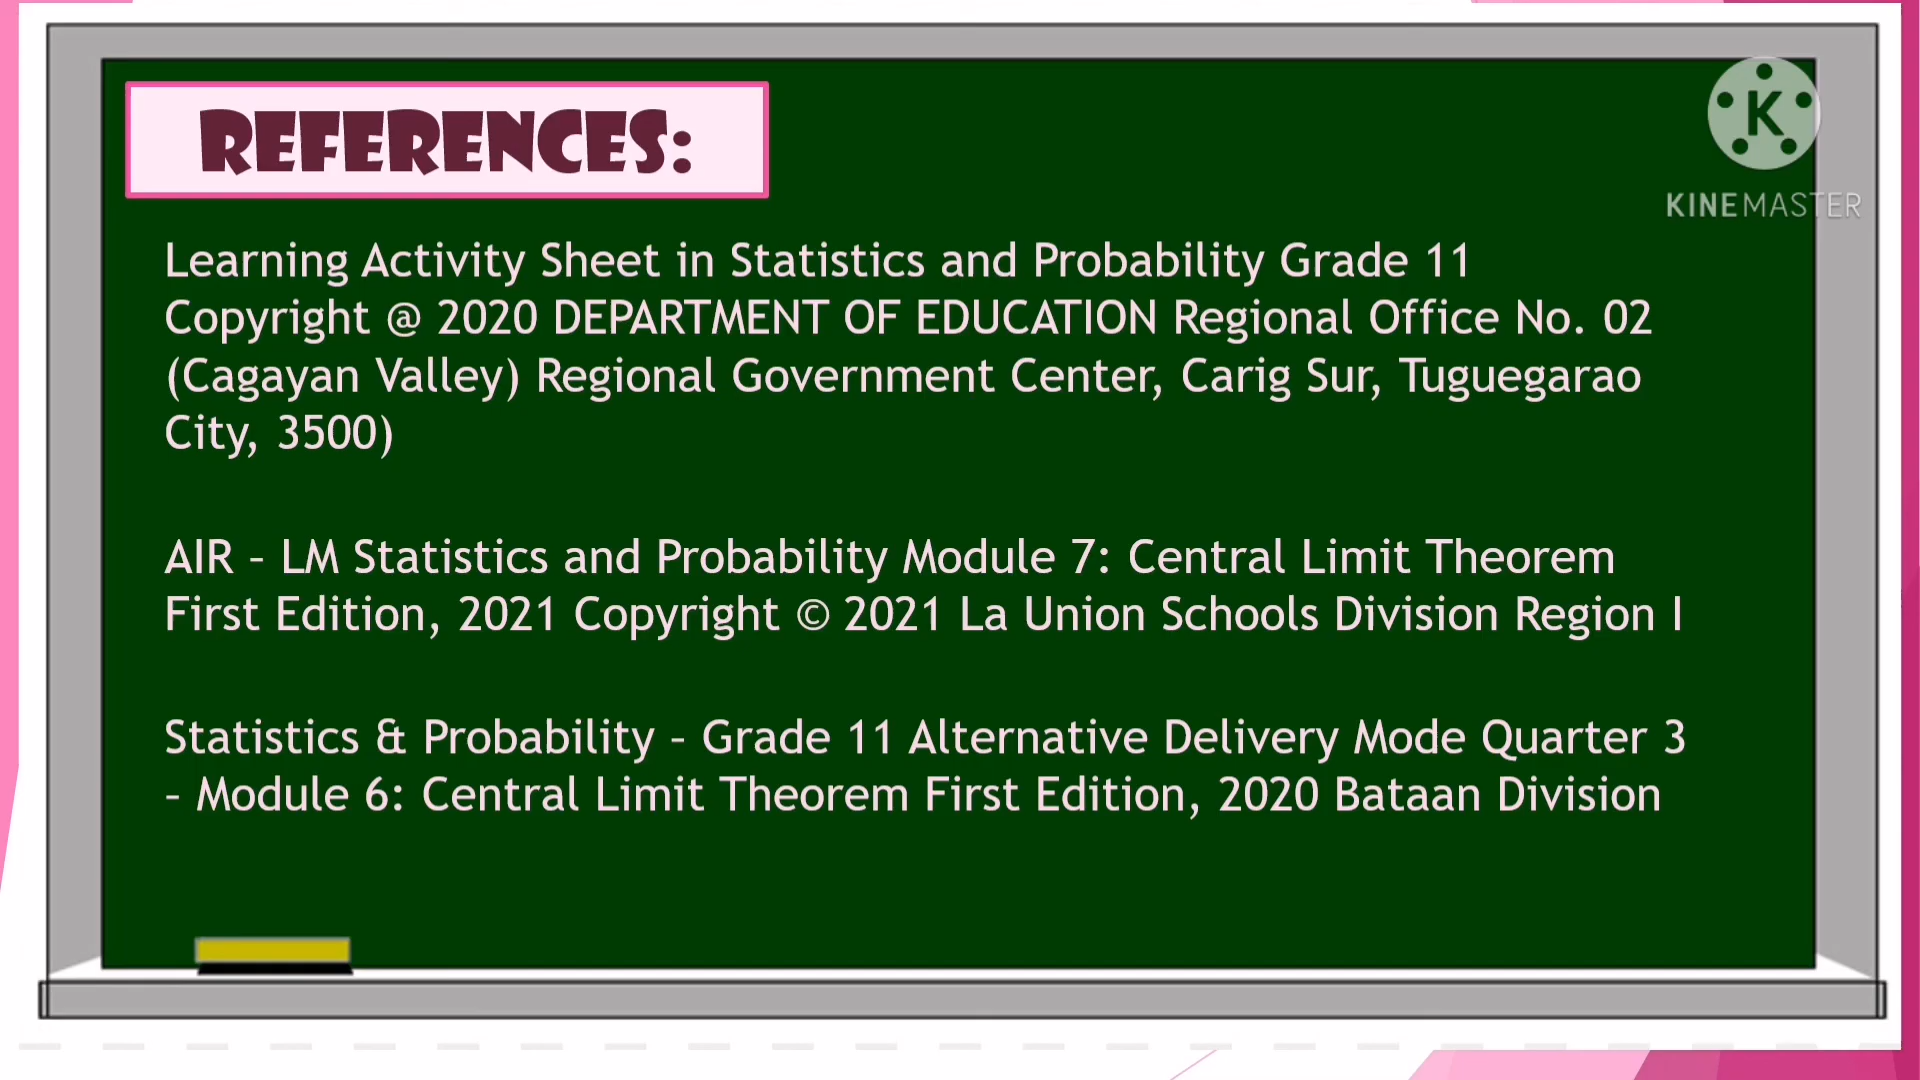 REFERENCES:
K
KINEMASTER
Learning Activity Sheet in Statistics and Probability Grade 11
Copyright @ 2020 DEPARTMENT OF EDUCATION Regional Office No. 02
(Cagayan Valley) Regional Government Center, Carig Sur, Tuguegarao
City, 3500)
AIR – LM Statistics and Probability Module 7: Central Limit Theorem
First Edition, 2021 Copyright © 2021 La Union Schools Division Region I
Statistics & Probability – Grade 11 Alternative Delivery Mode Quarter 3
– Module 6: Central Limit Theorem First Edition, 2020 Bataan Division